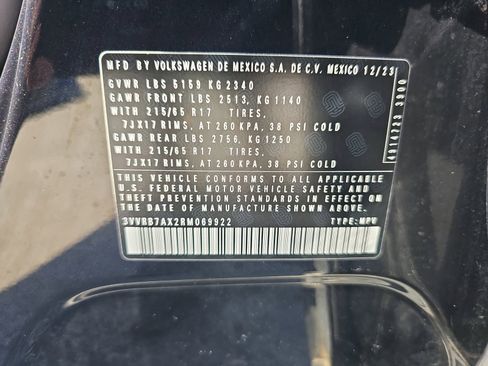 MFD. BY VOLKSWAGEN DE MEXICO S.A. DE C.V. MEXICO 12/23
GVWR LBS 5159 KG 2340
GAWR FRONT LBS 2513, KG 1140
WITH 215/65 R17 TIRES,
7JX17 RIMS, AT 260 KPA, 38 PSI COLD
GAWR REAR LBS 2756, KG 1250
WITH 215/65 R17 TIRES,
7JX17 RIMS, AT 260 KPA, 38 PSI COLD
THIS VEHICLE CONFORMS TO ALL APPLICABLE
U.S. FEDERAL MOTOR VEHICLE SAFETY AND
THEFT PREVENTION STANDARDS IN EFFECT
ON THE DATE OF MANUFACTURE SHOWN ABOVE.
3VVRB7AX2RM069922 TYPE: MPV
4914723 3900